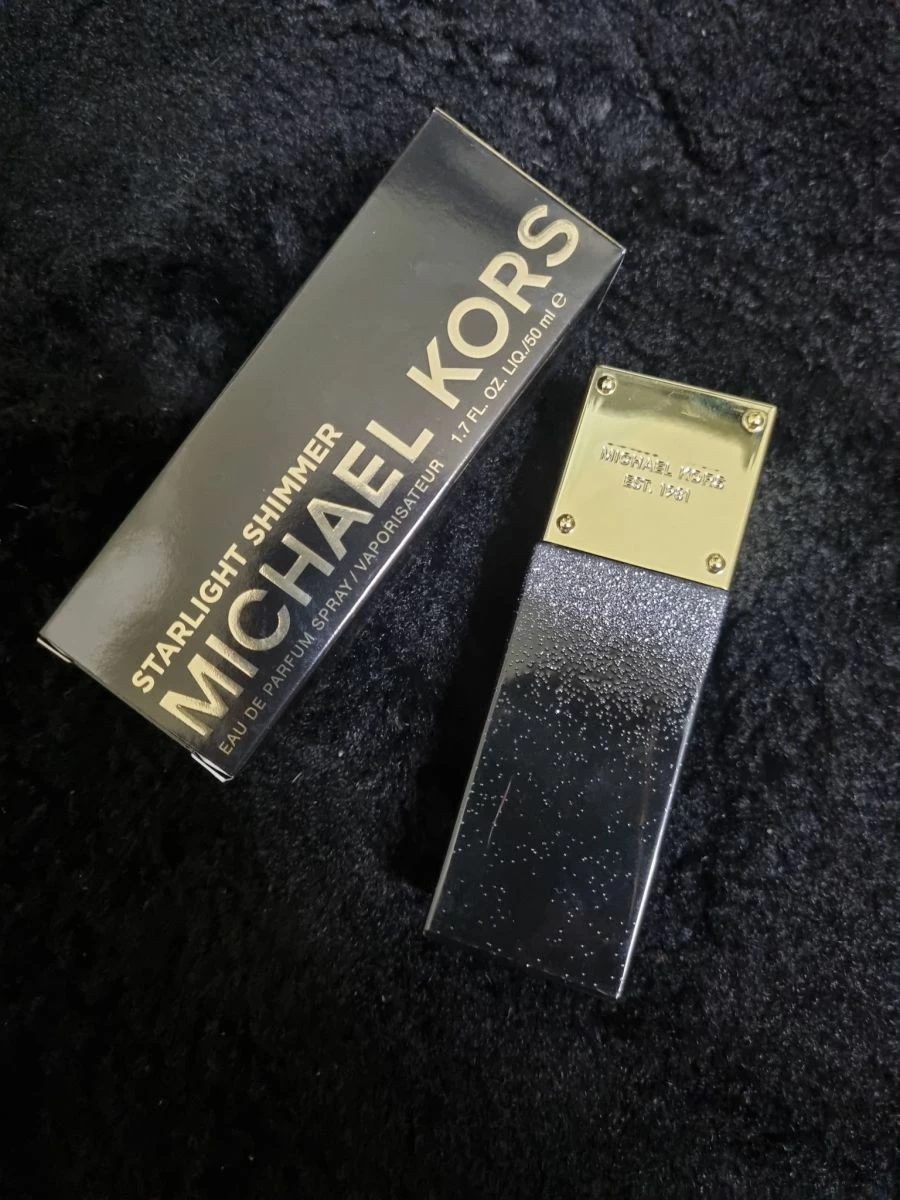 STARLIGHT SHIMMER
MICHAEL KORS
EAU DE PARFUM SPRAY / VAPORISATEUR 1.7 FL. OZ. LIQ./50 ml ℮
MICHAEL KORS
EST. 1981